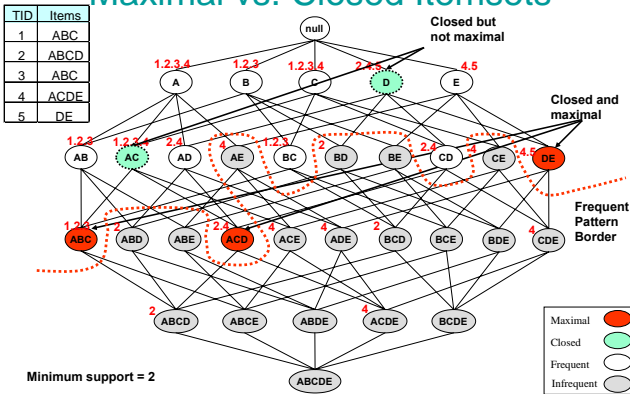 Maximal vs. Closed Itemsets
TID Items
1 ABC
2 ABCD
3 ABC
4 ACDE
5 DE
null
Closed but
not maximal
1.2.3.4 1.2.3 1.2.3.4 2.4.5 4.5
A B C D E
Closed and
maximal
1.2.3 1.2.3.4 2.4 4 1.2.3 2 2.4 4 4.5
AB AC AD AE BC BD BE CD CE DE
Frequent
Pattern
Border
1.2.3 2 2.4 4 4 2 4
ABC ABD ABE ACD ACE ADE BCD BCE BDE CDE
2 4
ABCD ABCE ABDE ACDE BCDE
Maximal
Closed
Frequent
Infrequent
Minimum support = 2
ABCDE